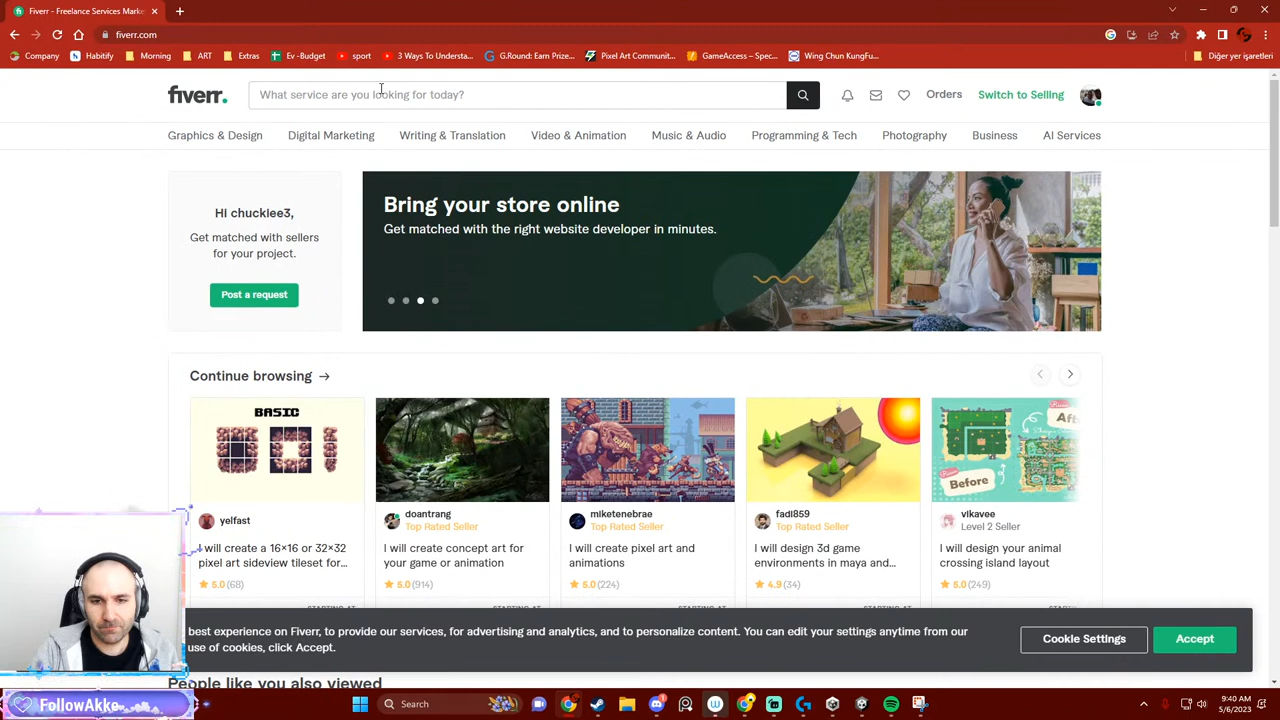 Fiverr - Freelance Services Mark
fiverr.com
Company
Habitify
Morning
ART
Extras
Ev -Budget
sport
3 Ways To Understa...
G.Round: Earn Prize...
Pixel Art Communit...
GameAccess – Spec...
Wing Chun KungFu...
Diğer yer işaretleri
fiverr.
What service are you looking for today?
Orders
Switch to Selling
Graphics & Design
Digital Marketing
Writing & Translation
Video & Animation
Music & Audio
Programming & Tech
Photography
Business
AI Services
Hi chucklee3,
Get matched with sellers
for your project.
Post a request
Bring your store online
Get matched with the right website developer in minutes.
Continue browsing →
BASIC
Before
yelfast
I will create a 16×16 or 32×32
pixel art sideview tileset for...
5.0 (68)
doantrang
Top Rated Seller
I will create concept art for
your game or animation
5.0 (914)
miketenebrae
Top Rated Seller
I will create pixel art and
animations
5.0 (224)
fadi859
Top Rated Seller
I will design 3d game
environments in maya and...
4.9 (34)
vikavee
Level 2 Seller
I will design your animal
crossing island layout
5.0 (249)
best experience on Fiverr, to provide our services, for advertising and analytics, and to personalize content. You can edit your settings anytime from our
use of cookies, click Accept.
Cookie Settings
Accept
People like you also viewed
FollowAkke
Search
9:40 AM
5/6/2023